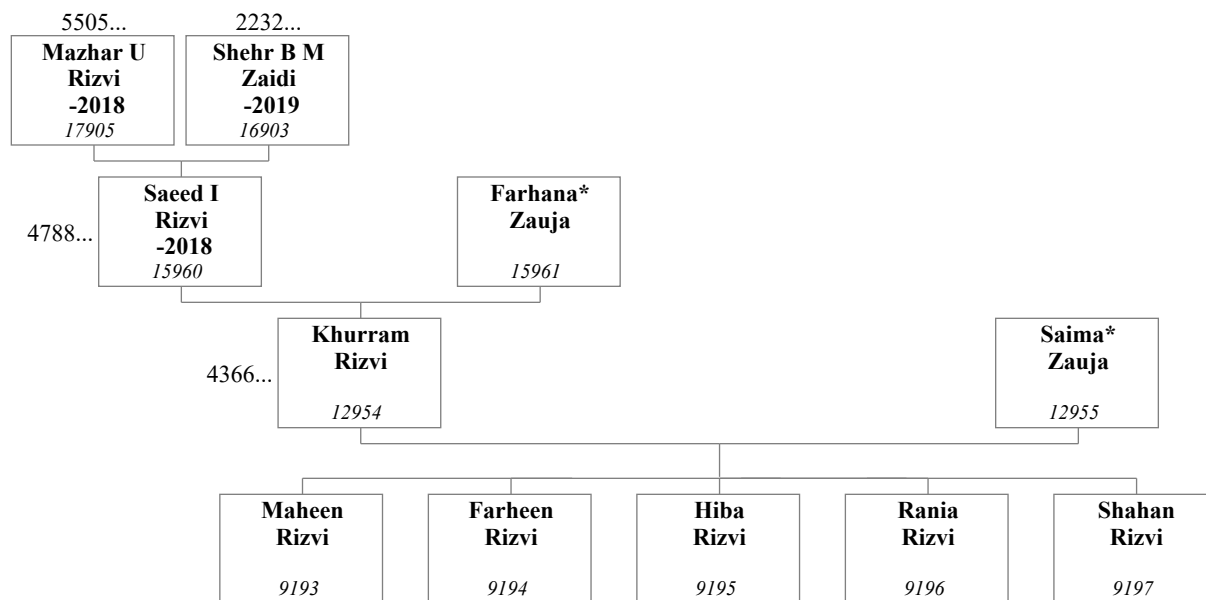 5505...
2232...
Mazhar U
Rizvi
-2018
17905
Shehr B M
Zaidi
-2019
16903
4788...
Saeed I
Rizvi
-2018
15960
Farhana*
Zauja
15961
4366...
Khurram
Rizvi
12954
Saima*
Zauja
12955
Maheen
Rizvi
9193
Farheen
Rizvi
9194
Hiba
Rizvi
9195
Rania
Rizvi
9196
Shahan
Rizvi
9197